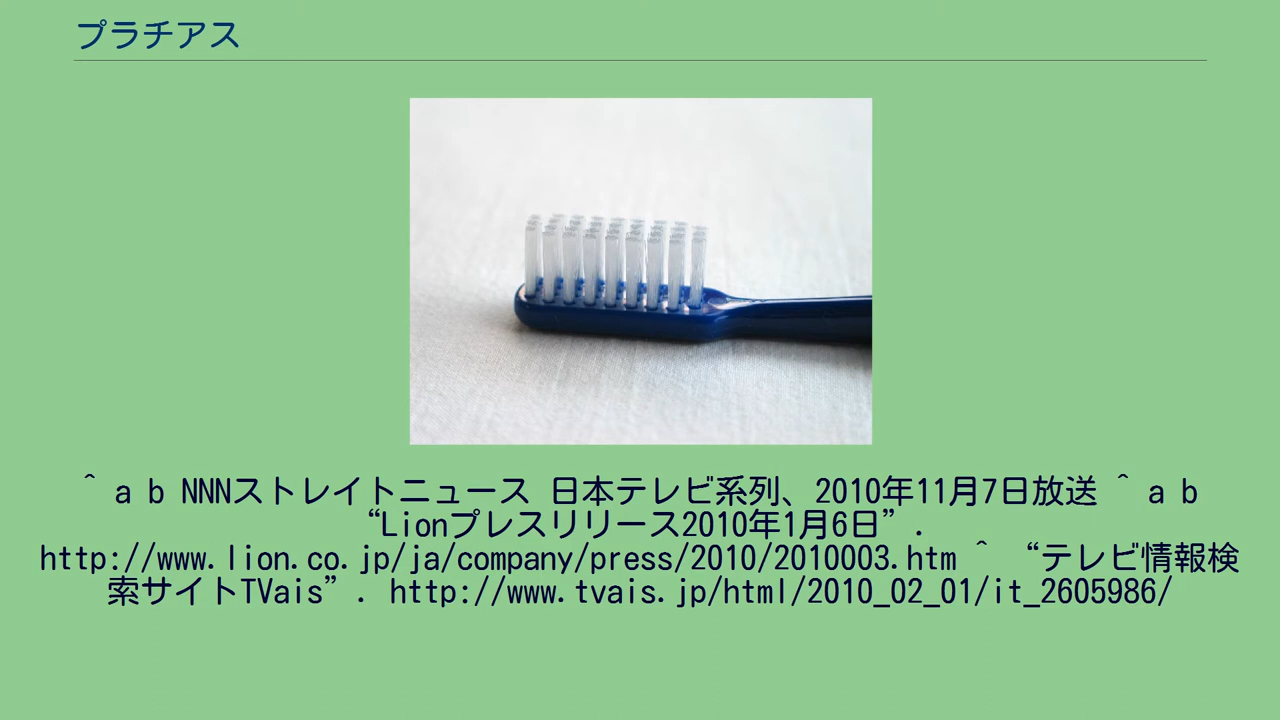 プラチアス
^ a b NNNストレイトニュース 日本テレビ系列、2010年11月7日放送 ^ a b
“Lionプレスリリース2010年1月6日”.
http://www.lion.co.jp/ja/company/press/2010/2010003.htm ^ “テレビ情報検
索サイトTVais”. http://www.tvais.jp/html/2010_02_01/it_2605986/